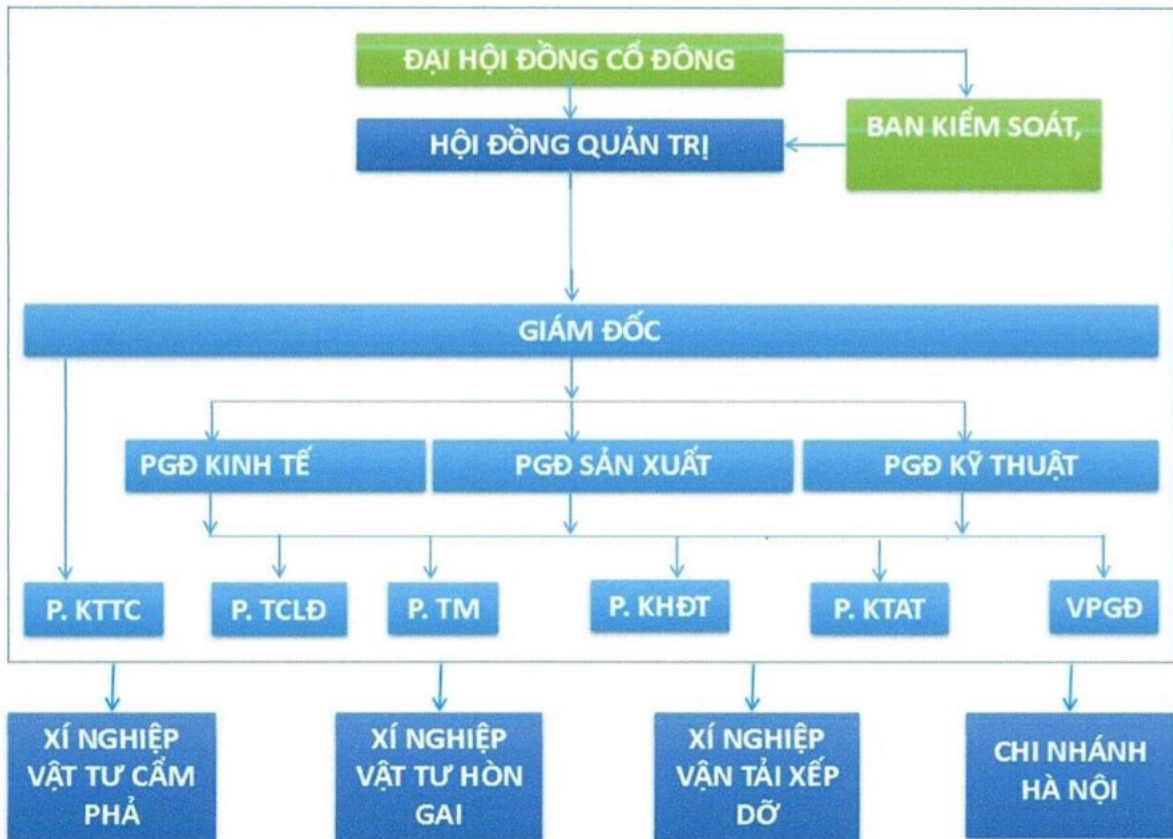 ĐẠI HỘI ĐỒNG CỔ ĐÔNG
BAN KIỂM SOÁT,
HỘI ĐỒNG QUẢN TRỊ
GIÁM ĐỐC
PGĐ KINH TẾ
PGĐ SẢN XUẤT
PGĐ KỸ THUẬT
P. KTTC
P. TCLĐ
P. TM
P. KHĐT
P. KTAT
VPGĐ
XÍ NGHIỆP
VẬT TƯ CẨM
PHẢ
XÍ NGHIỆP
VẬT TƯ HÒN
GAI
XÍ NGHIỆP
VẬN TẢI XẾP
DỠ
CHI NHÁNH
HÀ NỘI